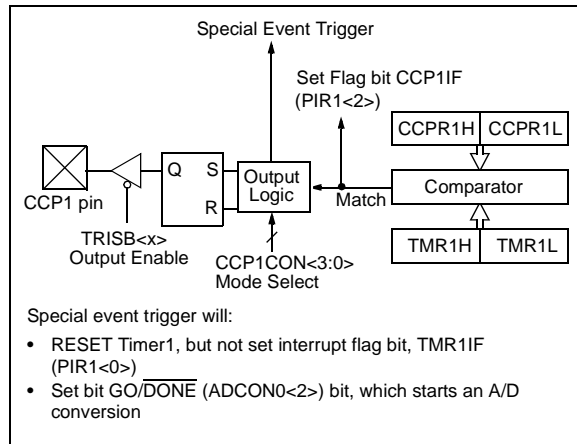 Special Event Trigger
Set Flag bit CCP1IF
(PIR1<2>)
CCPR1H CCPR1L
Q S
R
Output
Logic
Match
Comparator
CCP1 pin
TRISB<x>
Output Enable
CCP1CON<3:0>
Mode Select
TMR1H TMR1L
Special event trigger will:
• RESET Timer1, but not set interrupt flag bit, TMR1IF
(PIR1<0>)
• Set bit GO/DONE (ADCON0<2>) bit, which starts an A/D
conversion